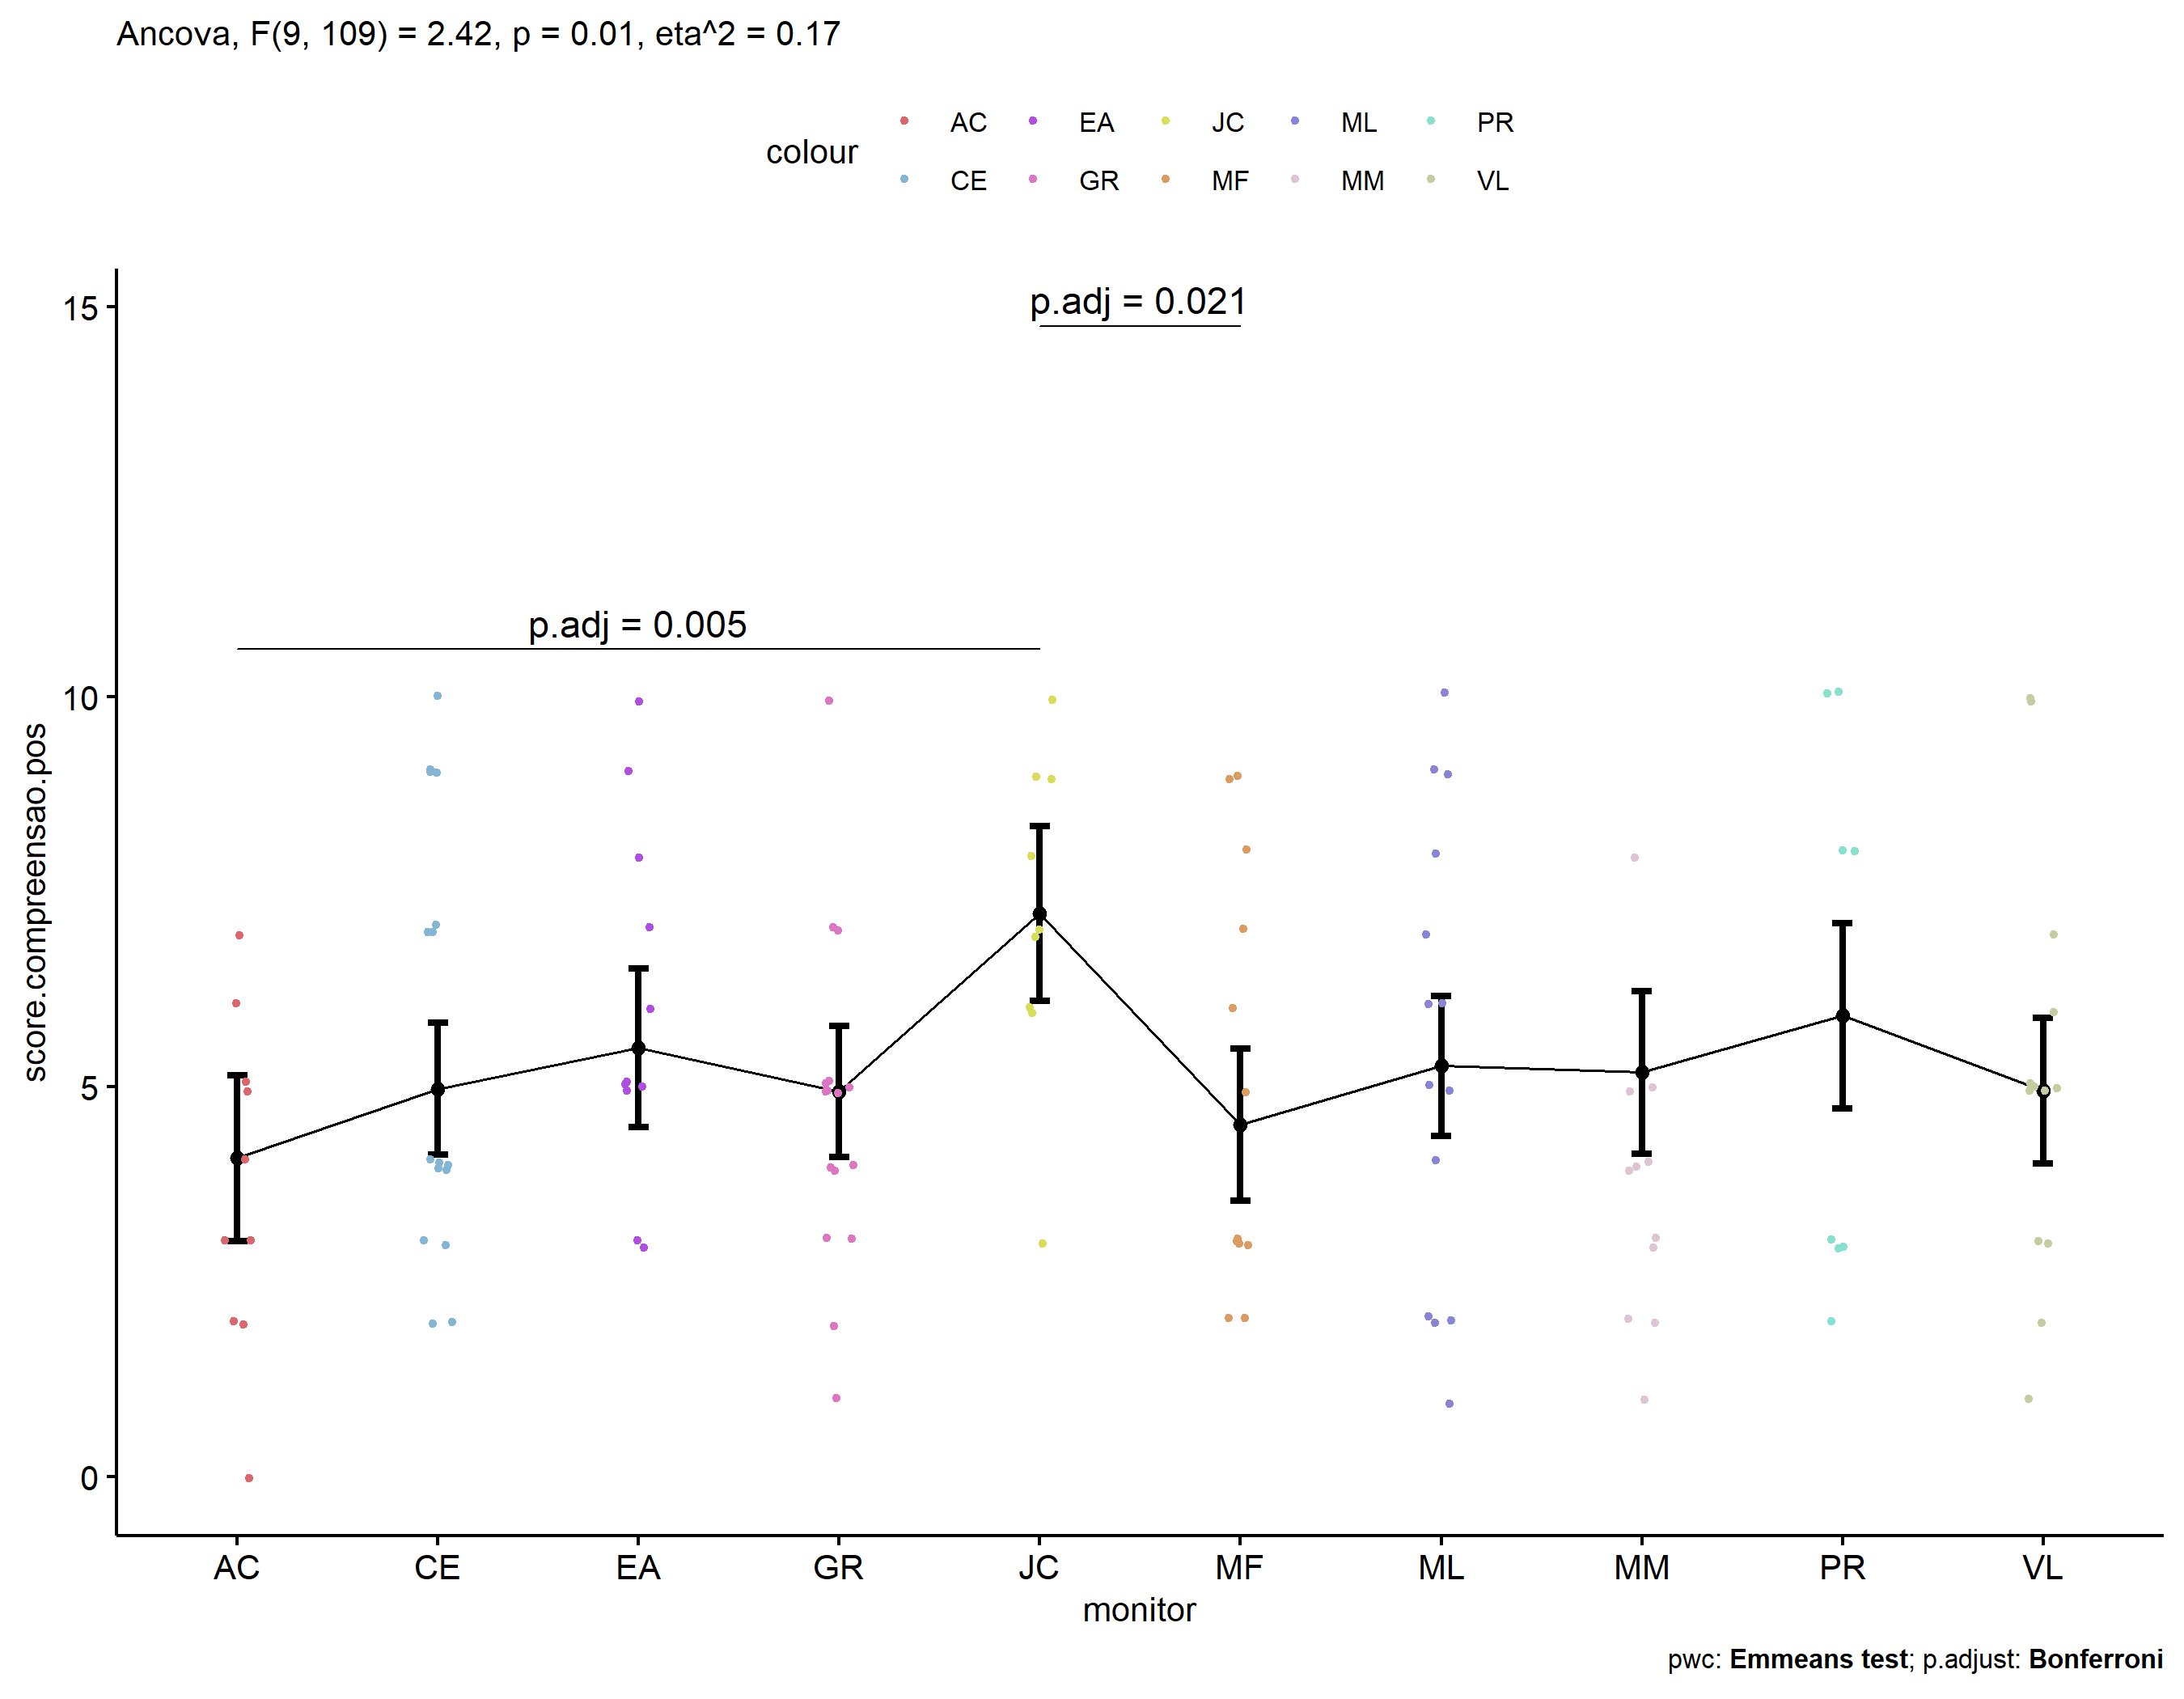 Ancova, F(9, 109) = 2.42, p = 0.01, eta^2 = 0.17
colour
AC EA JC ML PR
CE GR MF MM VL
15
p.adj = 0.021
p.adj = 0.005
10
score.compreensao.pos
5
0
AC CE EA GR JC MF ML MM PR VL
monitor
pwc: Emmeans test; p.adjust: Bonferroni